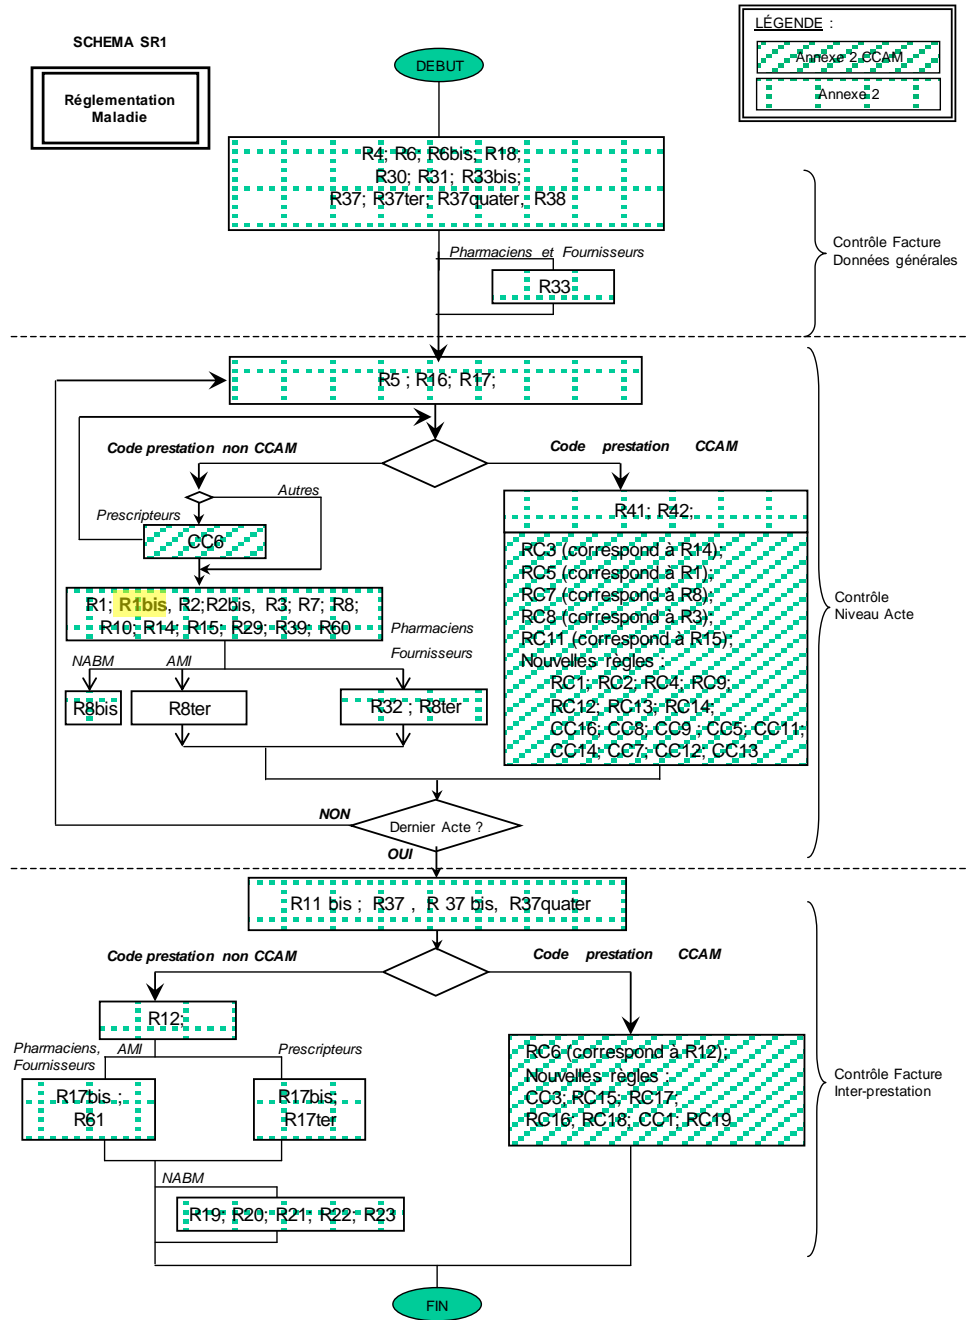 SCHEMA SR1
Réglementation
Maladie
DEBUT
LÉGENDE :
Annexe 2 CCAM
Annexe 2
R4; R6; R6bis; R18;
R30; R31; R33bis;
R37; R37ter; R37quater, R38
Pharmaciens et Fournisseurs
R33
Contrôle Facture
Données générales
R5 ; R16; R17;
Code prestation non CCAM
Code prestation CCAM
Autres
Prescripteurs
CC6
R1; R1bis, R2;R2bis, R3; R7; R8;
R10; R14; R15; R29; R39; R60
Pharmaciens
Fournisseurs
NABM
AMI
R8bis
R8ter
R32 ; R8ter
R41; R42;
RC3 (correspond à R14);
RC5 (correspond à R1);
RC7 (correspond à R8);
RC8 (correspond à R3);
RC11 (correspond à R15);
Nouvelles règles :
RC1; RC2; RC4; RC9;
RC12; RC13; RC14;
CC16; CC8; CC9 ; CC5; CC11;
CC14; CC7; CC12; CC13
Contrôle
Niveau Acte
NON
Dernier Acte ?
OUI
R11 bis ; R37 , R 37 bis, R37quater
Code prestation non CCAM
Code prestation CCAM
R12;
Pharmaciens,
Fournisseurs
AMI
Prescripteurs
R17bis ;
R61
R17bis;
R17ter
RC6 (correspond à R12);
Nouvelles règles :
CC3; RC15; RC17;
RC16; RC18; CC1; RC19
Contrôle Facture
Inter-prestation
NABM
R19; R20; R21; R22; R23
FIN